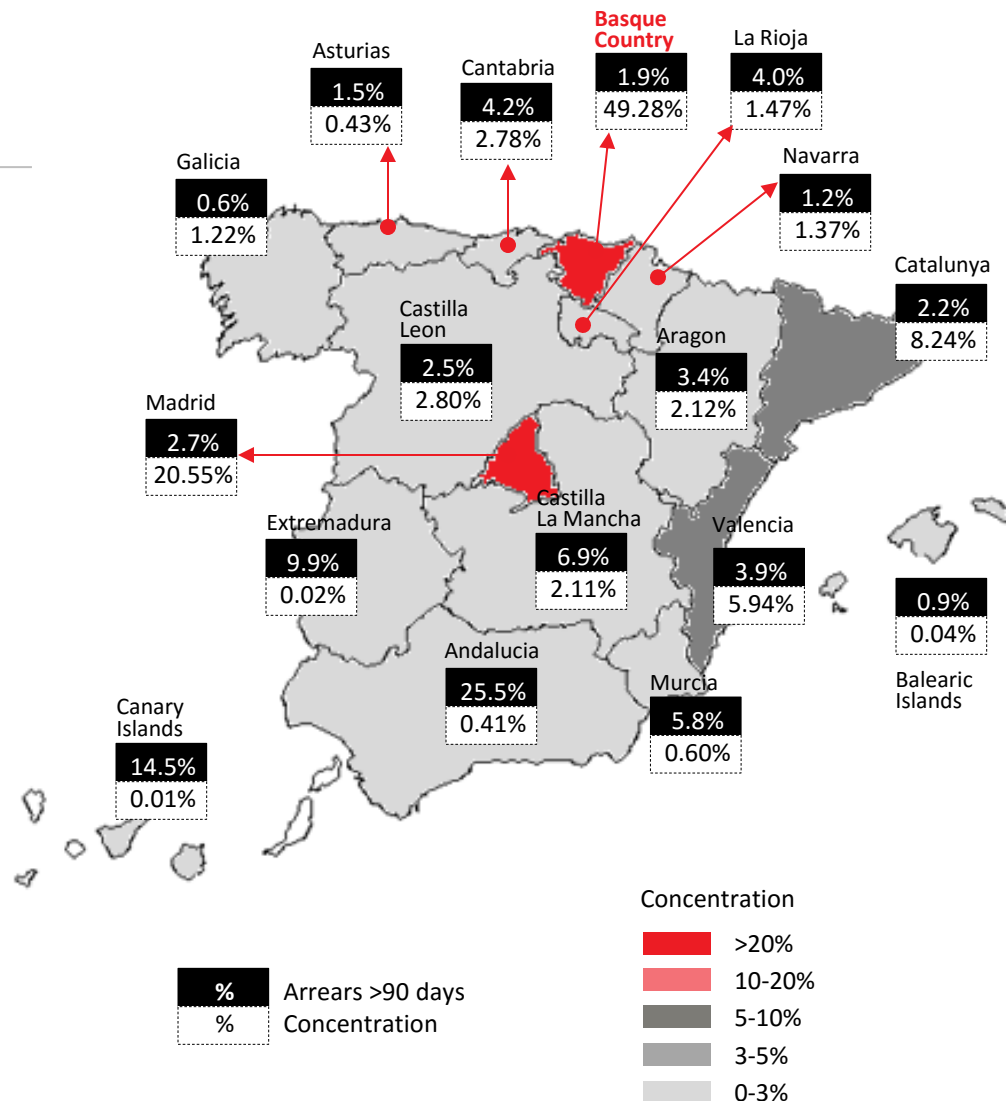 Basque
Country
1.9%
49.28%
La Rioja
4.0%
1.47%
Asturias
1.5%
0.43%
Cantabria
4.2%
2.78%
Navarra
1.2%
1.37%
Galicia
0.6%
1.22%
Catalunya
2.2%
8.24%
Castilla
Leon
2.5%
2.80%
Aragon
3.4%
2.12%
Madrid
2.7%
20.55%
Extremadura
9.9%
0.02%
Castilla
La Mancha
6.9%
2.11%
Valencia
3.9%
5.94%
0.9%
0.04%
Balearic
Islands
Andalucia
25.5%
0.41%
Murcia
5.8%
0.60%
Canary
Islands
14.5%
0.01%
Concentration
>20%
10-20%
5-10%
3-5%
0-3%
% Arrears >90 days
% Concentration